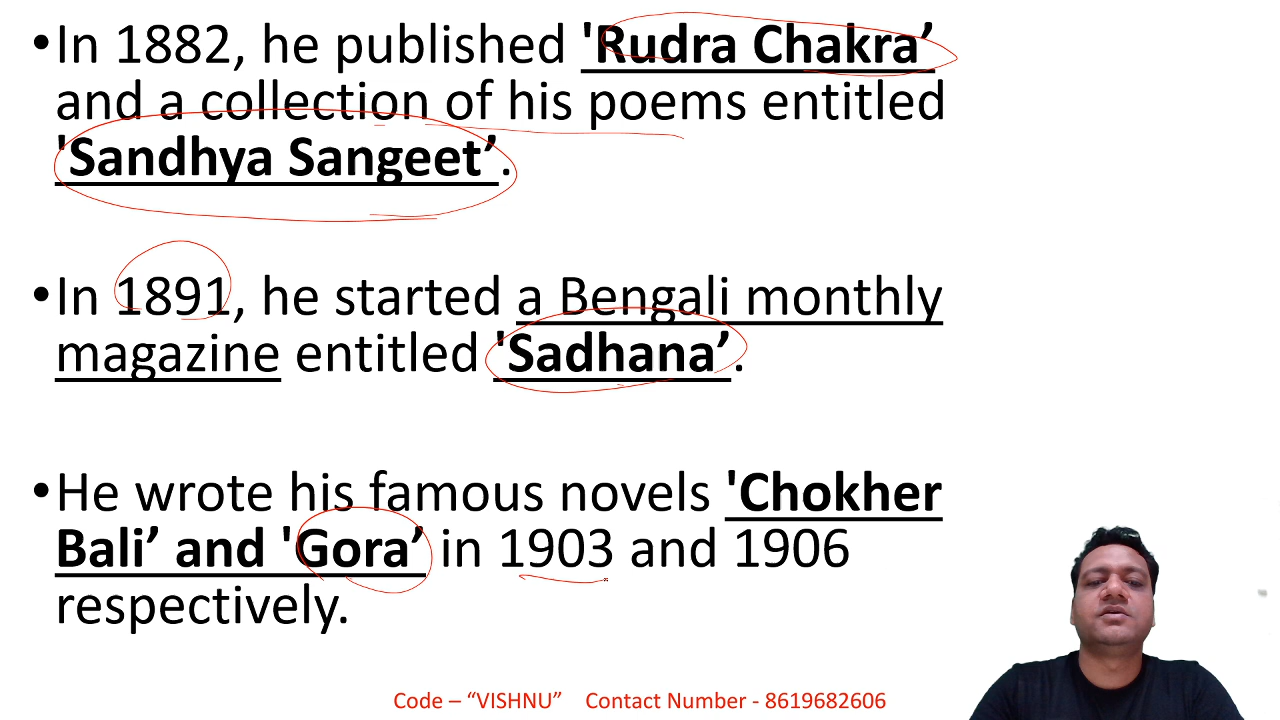 •In 1882, he published 'Rudra Chakra’
and a collection of his poems entitled
'Sandhya Sangeet’.
•In 1891, he started a Bengali monthly
magazine entitled 'Sadhana’.
•He wrote his famous novels 'Chokher
Bali’ and 'Gora’ in 1903 and 1906
respectively.
Code – “VISHNU” Contact Number - 8619682606